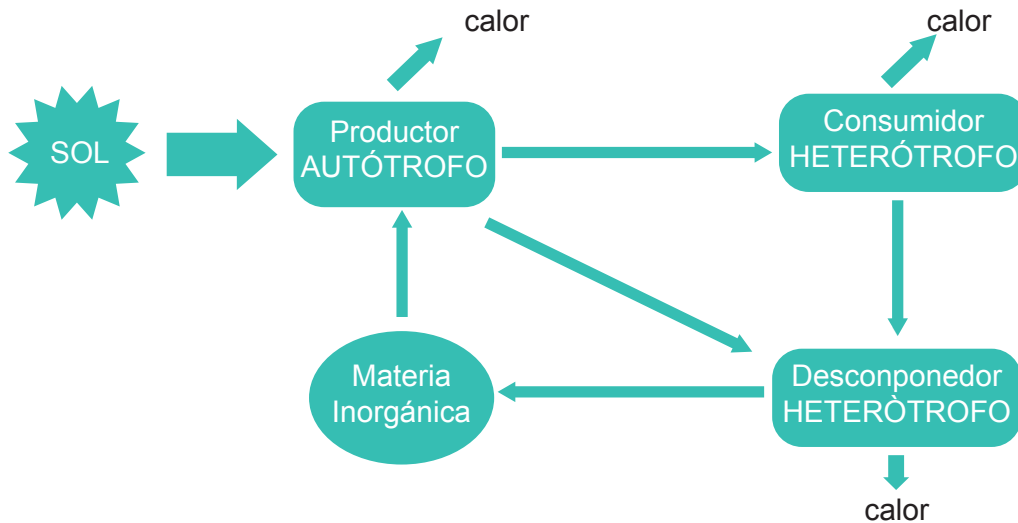 calor
calor
SOL
Productor
AUTÓTROFO
Consumidor
HETERÓTROFO
Materia
Inorgánica
Desconponedor
HETERÒTROFO
calor